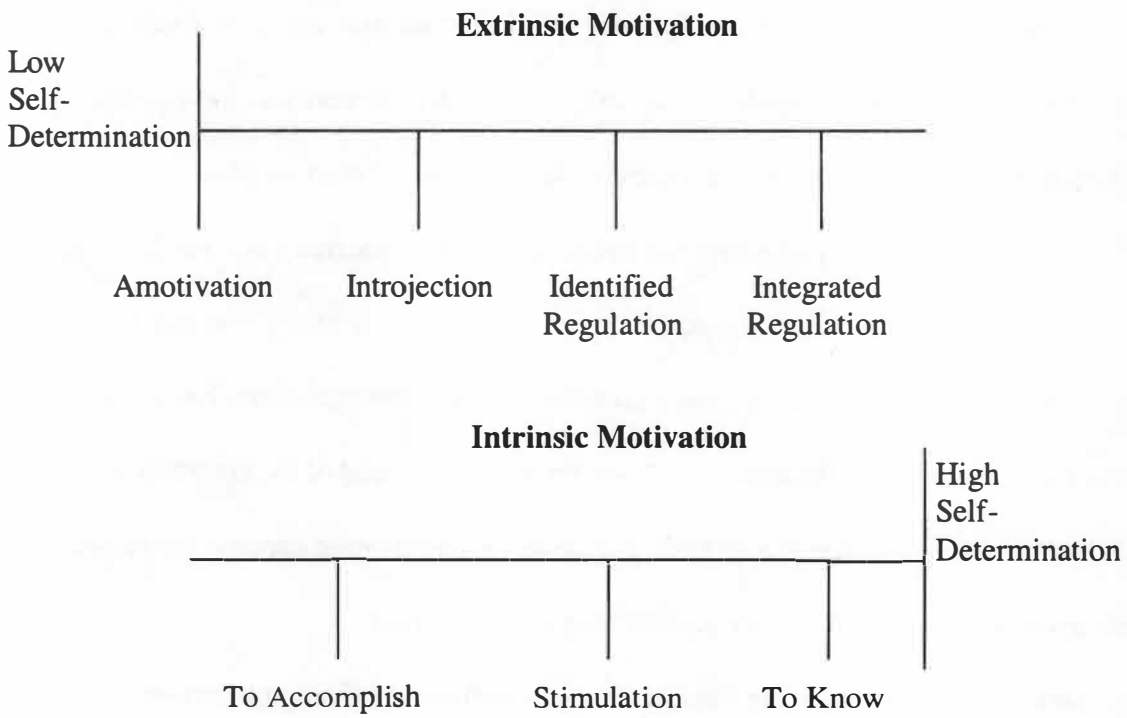 Extrinsic Motivation
Low
Self-
Determination
Amotivation
Introjection
Identified
Regulation
Integrated
Regulation
Intrinsic Motivation
High
Self-
Determination
To Accomplish
Stimulation
To Know